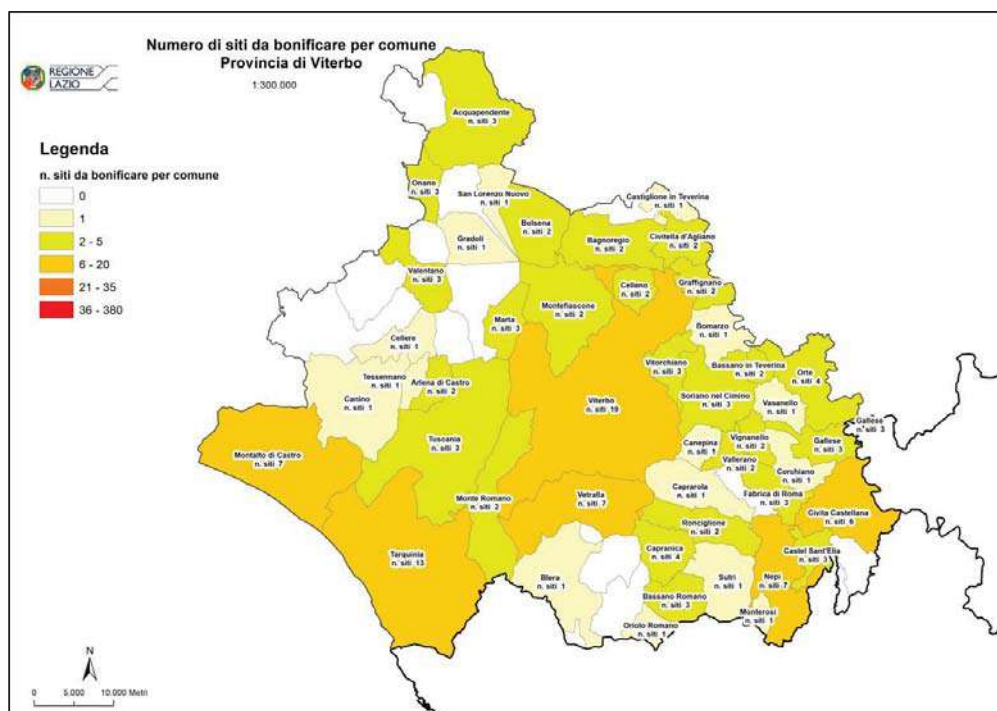 Numero di siti da bonificare per comune
Provincia di Viterbo
1:300.000
REGIONE
LAZIO
Legenda
n. siti da bonificare per comune
0
1
2 - 5
6 - 20
21 - 35
36 - 380
Acquapendente
n. siti 3
Onano
n. siti 3
San Lorenzo Nuovo
n. siti 1
Castiglione in Teverina
n. siti 1
Bolsena
n. siti 2
Gradoli
n. siti 1
Bagnoregio
n. siti 2
Civitella d'Agliano
n. siti 2
Valentano
n. siti 3
Celleno
n. siti 2
Graffignano
n. siti 2
Montefiascone
n. siti 2
Marta
n. siti 3
Bomarzo
n. siti 1
Cellere
n. siti 1
Vitorchiano
n. siti 3
Bassano in Teverina
n. siti 2
Orte
n. siti 4
Tessennano
n. siti 1
Arlena di Castro
n. siti 2
Canino
n. siti 1
Viterbo
n. siti 19
Soriano nel Cimino
n. siti 3
Vasanello
n. siti 1
Gallese
n. siti 3
Tuscania
n. siti 3
Canepina
n. siti 1
Vignanello
n. siti 2
Gallese
n. siti 3
Montalto di Castro
n. siti 7
Vallerano
n. siti 2
Corchiano
n. siti 1
Monte Romano
n. siti 2
Vetralla
n. siti 7
Caprarola
n. siti 1
Fabrica di Roma
n. siti 3
Civita Castellana
n. siti 6
Ronciglione
n. siti 2
Tarquinia
n. siti 13
Capranica
n. siti 4
Castel Sant'Elia
n. siti 3
Blera
n. siti 1
Sutri
n. siti 1
Nepi
n. siti 7
Bassano Romano
n. siti 3
Monterosi
n. siti 1
Oriolo Romano
n. siti 1
N
0 5.000 10.000 Metri